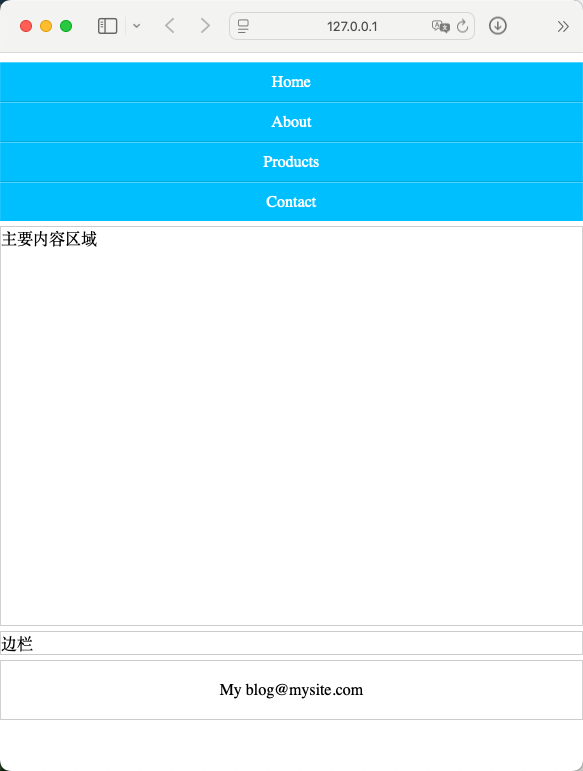 127.0.0.1
Home
About
Products
Contact
主要内容区域
边栏
My blog@mysite.com